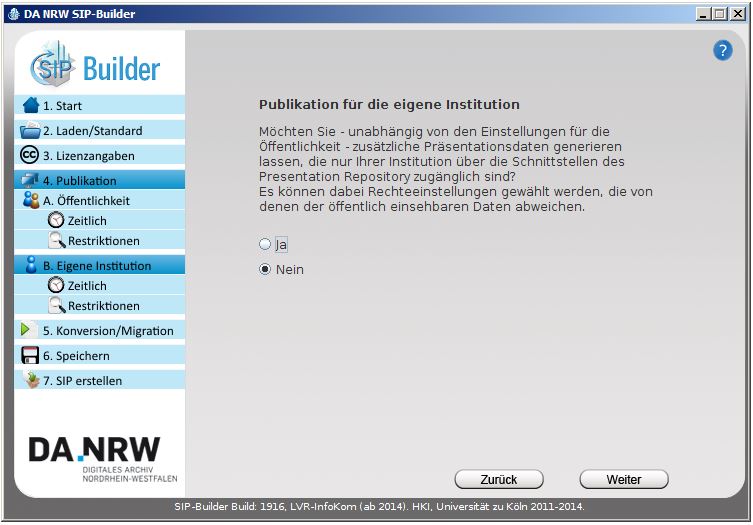 DA NRW SIP-Builder
SIP Builder
1. Start
2. Laden/Standard
cc 3. Lizenzangaben
4. Publikation
A. Öffentlichkeit
Zeitlich
Restriktionen
B. Eigene Institution
Zeitlich
Restriktionen
5. Konversion/Migration
6. Speichern
7. SIP erstellen
DA.NRW
DIGITALES ARCHIV
NORDRHEIN-WESTFALEN
?
Publikation für die eigene Institution
Möchten Sie - unabhängig von den Einstellungen für die
Öffentlichkeit - zusätzliche Präsentationsdaten generieren
lassen, die nur Ihrer Institution über die Schnittstellen des
Presentation Repository zugänglich sind?
Es können dabei Rechteeinstellungen gewählt werden, die von
denen der öffentlich einsehbaren Daten abweichen.
Ja
Nein
Zurück Weiter
SIP-Builder Build: 1916, LVR-InfoKom (ab 2014). HKI, Universität zu Köln 2011-2014.